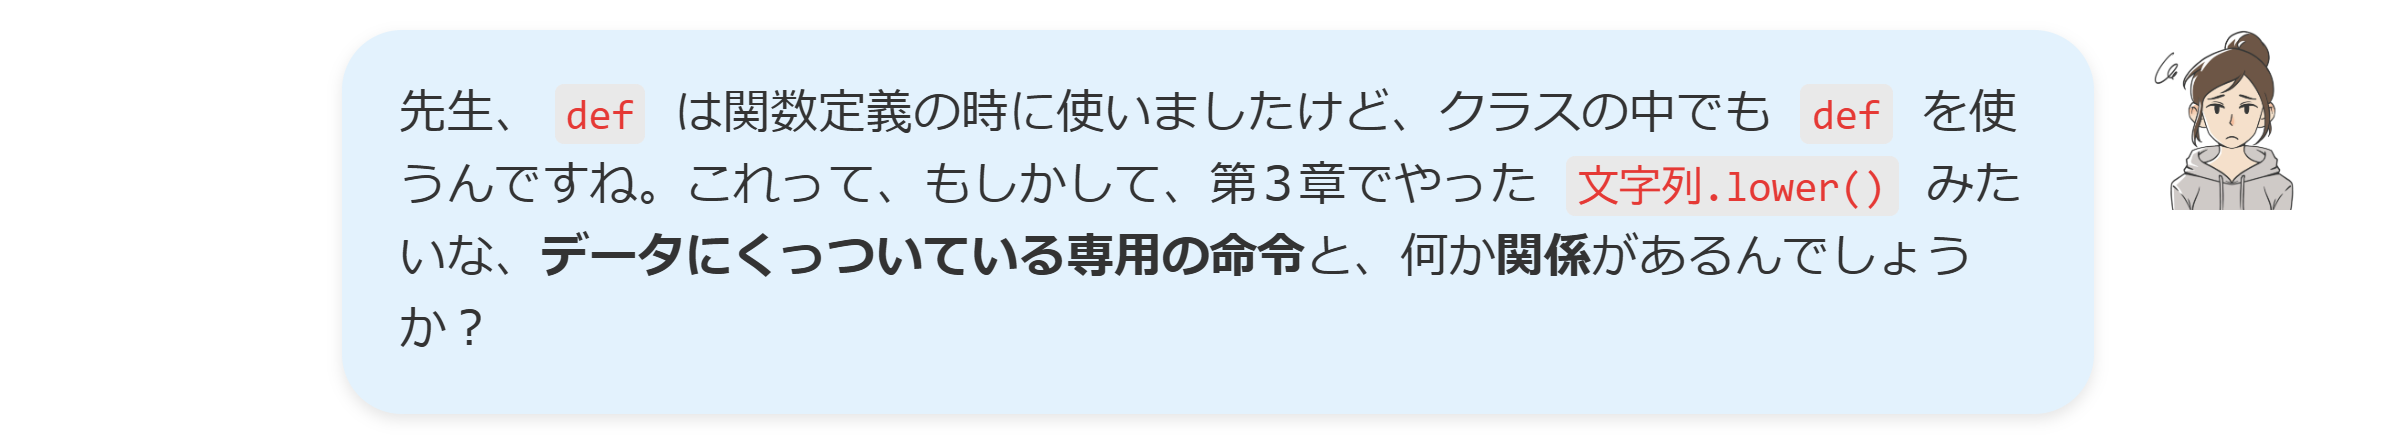 先生、 def は関数定義の時に使いましたけど、クラスの中でも def を使
うんですね。これって、もしかして、第３章でやった 文字列.lower() みた
いな、データにくっついている専用の命令と、何か関係があるんでしょう
か？